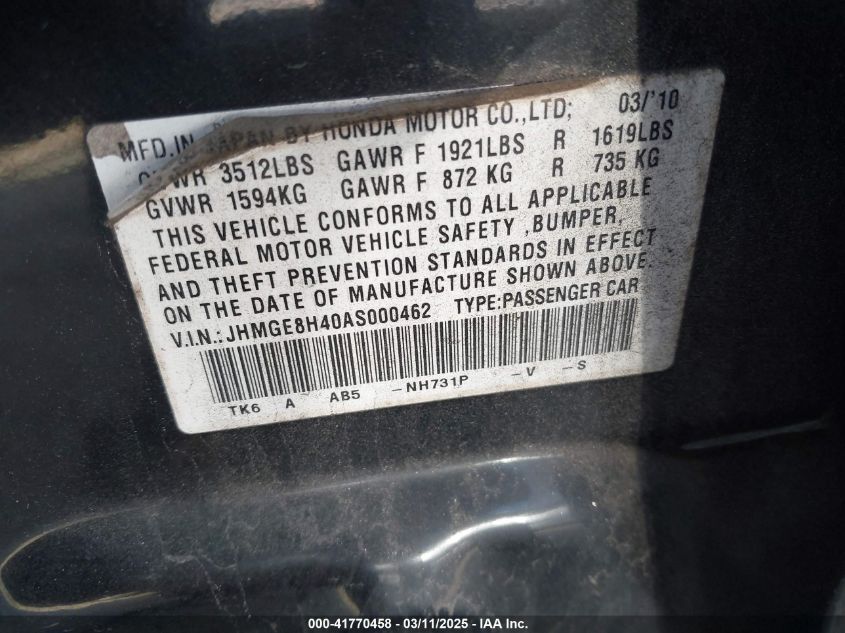 MFD.IN JAPAN BY HONDA MOTOR CO.,LTD; 03/'10
GVWR 3512LBS GAWR F 1921LBS R 1619LBS
GVWR 1594KG GAWR F 872 KG R 735 KG
THIS VEHICLE CONFORMS TO ALL APPLICABLE
FEDERAL MOTOR VEHICLE SAFETY ,BUMPER,
AND THEFT PREVENTION STANDARDS IN EFFECT
ON THE DATE OF MANUFACTURE SHOWN ABOVE.
V.I.N.: JHMGE8H40AS000462 TYPE:PASSENGER CAR
TK6 A AB5 -NH731P -V -S
000-41770458 - 03/11/2025 - IAA Inc.